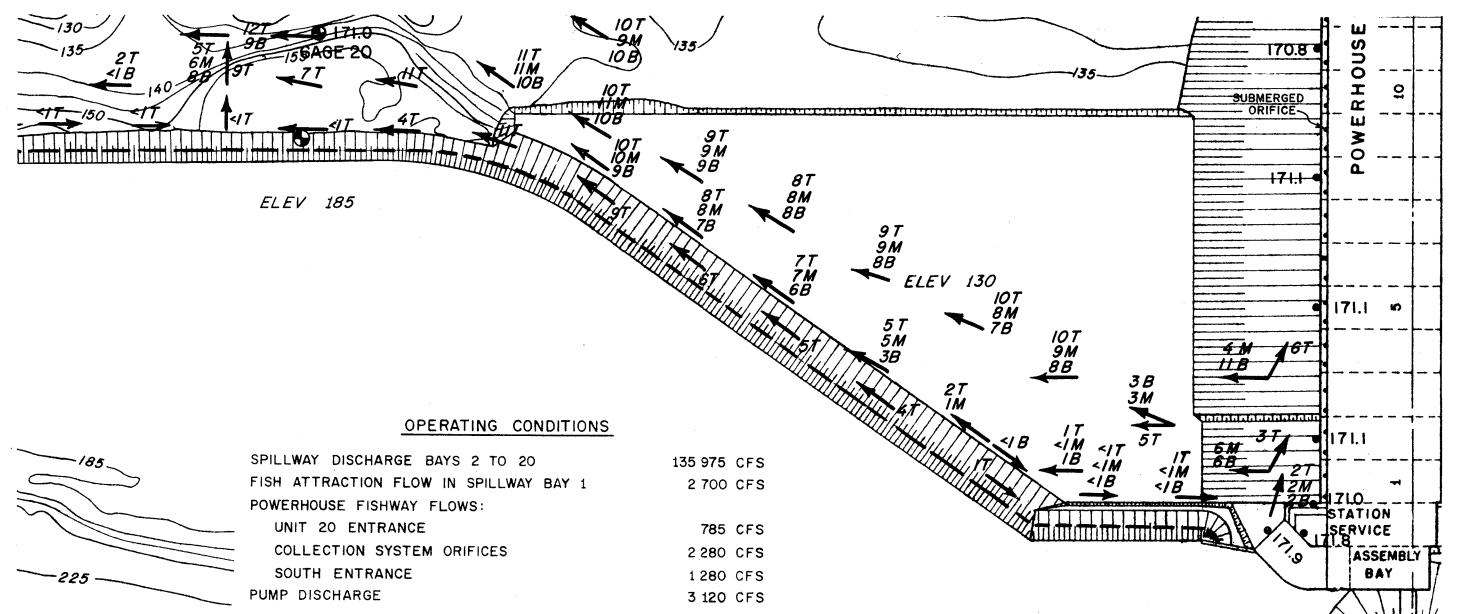 130
135
2T
<1B
140
5T
6M
8B
12T
9B
171.0
GAGE 20
155
9T
7T
11T
11T
11M
10B
10T
9M
10B
135
135
<1T
150
<1T
<1T
<1T
4T
11T
10T
11M
10B
10T
10M
9B
9T
9M
9B
ELEV 185
9T
8T
8M
7B
8T
8M
8B
6T
7T
7M
6B
9T
9M
8B
ELEV 130
5T
5T
5M
3B
10T
8M
7B
4T
2T
1M
10T
9M
8B
3B
3M
5T
1T
<1B
1T
<1M
1B
<1T
<1M
<1B
1T
<1M
<1B
4M
11B
6T
6M
6B
3T
2T
2M
2B
170.8
SUBMERGED
ORIFICE
171.1
171.1
171.1
171.0
171.8
171.9
POWERHOUSE
10
5
1
STATION
SERVICE
ASSEMBLY
BAY
185
225
OPERATING CONDITIONS
SPILLWAY DISCHARGE BAYS 2 TO 20 135 975 CFS
FISH ATTRACTION FLOW IN SPILLWAY BAY 1 2 700 CFS
POWERHOUSE FISHWAY FLOWS:
UNIT 20 ENTRANCE 785 CFS
COLLECTION SYSTEM ORIFICES 2 280 CFS
SOUTH ENTRANCE 1 280 CFS
PUMP DISCHARGE 3 120 CFS